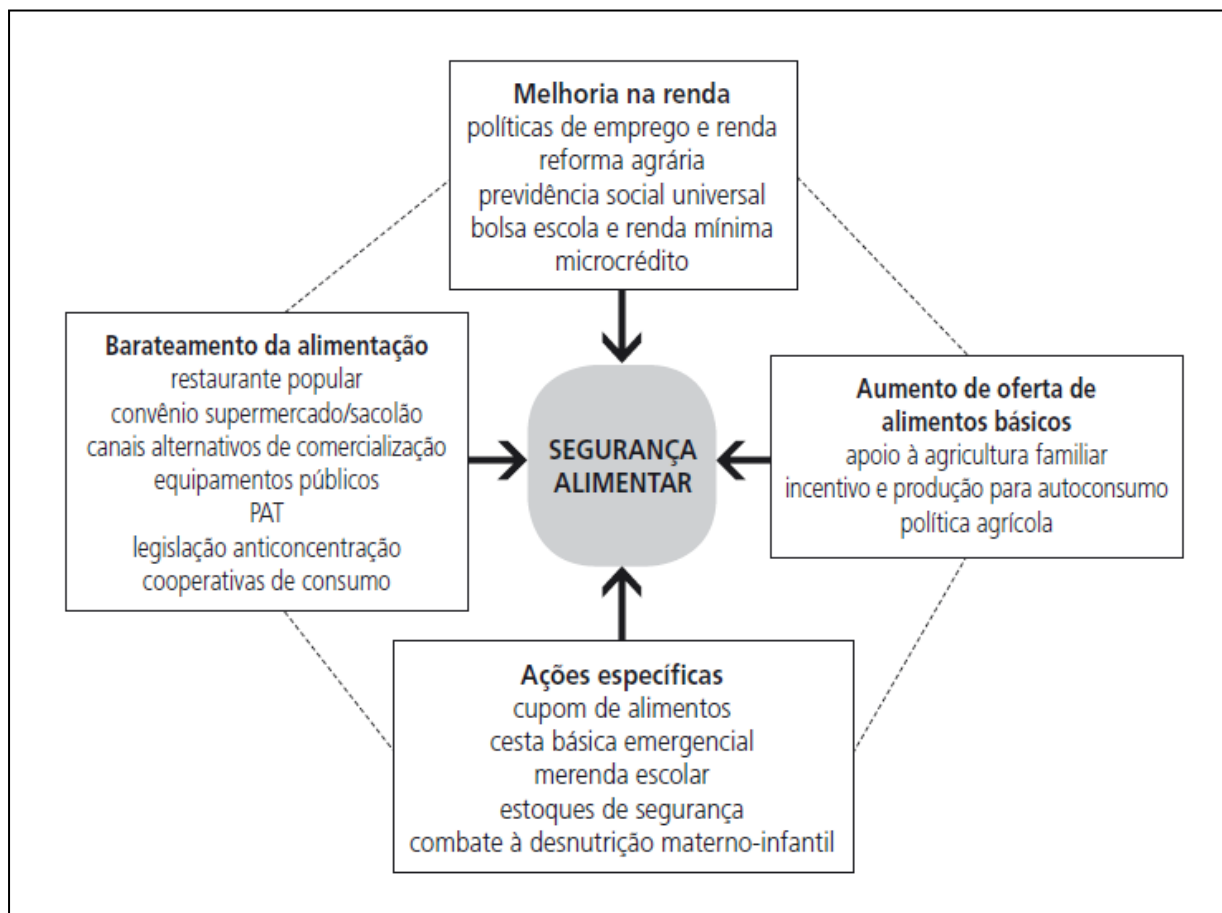 Melhoria na renda
políticas de emprego e renda
reforma agrária
previdência social universal
bolsa escola e renda mínima
microcrédito
Barateamento da alimentação
restaurante popular
convênio supermercado/sacolão
canais alternativos de comercialização
equipamentos públicos
PAT
legislação anticoncentração
cooperativas de consumo
SEGURANÇA
ALIMENTAR
Aumento de oferta de
alimentos básicos
apoio à agricultura familiar
incentivo e produção para autoconsumo
política agrícola
Ações específicas
cupom de alimentos
cesta básica emergencial
merenda escolar
estoques de segurança
combate à desnutrição materno-infantil